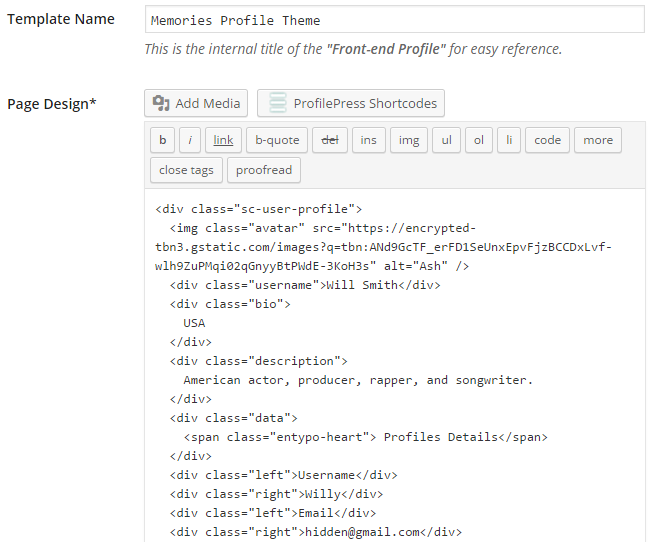 Template Name
Memories Profile Theme
This is the internal title of the "Front-end Profile" for easy reference.
Page Design*
Add Media
ProfilePress Shortcodes
b i link b-quote del ins img ul ol li code more
close tags proofread
<div class="sc-user-profile">
<img class="avatar" src="https://encrypted-
tbn3.gstatic.com/images?q=tbn:ANd9GcTF_erFD1SeUnxEpvFjzBCCDxLvf-
wlh9ZuPMqi02qGnyyBtPWdE-3KoH3s" alt="Ash" />
<div class="username">Will Smith</div>
<div class="bio">
USA
</div>
<div class="description">
American actor, producer, rapper, and songwriter.
</div>
<div class="data">
<span class="entypo-heart"> Profiles Details</span>
</div>
<div class="left">Username</div>
<div class="right">Willy</div>
<div class="left">Email</div>
<div class="right">hidden@gmail.com</div>